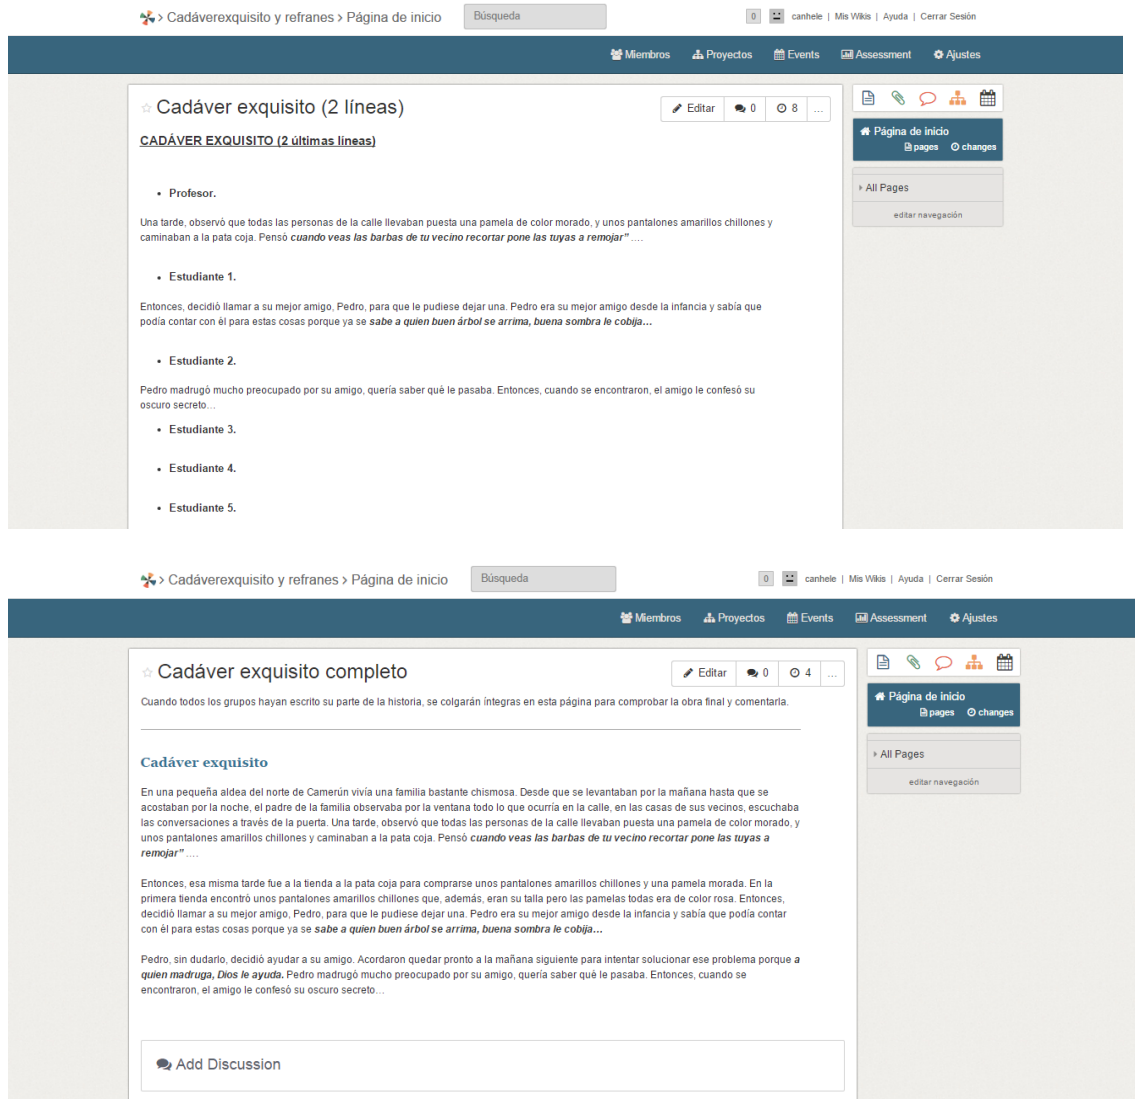 > Cadáverexquisito y refranes > Página de inicio
Búsqueda
0 canhele | Mis Wikis | Ayuda | Cerrar Sesión
Miembros Proyectos Events Assessment Ajustes
Cadáver exquisito (2 líneas)
Editar 0 8 ...
CADÁVER EXQUISITO (2 últimas líneas)
• Profesor.
Una tarde, observó que todas las personas de la calle llevaban puesta una pamela de color morado, y unos pantalones amarillos chillones y
caminaban a la pata coja. Pensó cuando veas las barbas de tu vecino recortar pone las tuyas a remojar" ....
• Estudiante 1.
Entonces, decidió llamar a su mejor amigo, Pedro, para que le pudiese dejar una. Pedro era su mejor amigo desde la infancia y sabía que
podía contar con él para estas cosas porque ya se sabe a quien buen árbol se arrima, buena sombra le cobija…
• Estudiante 2.
Pedro madrugó mucho preocupado por su amigo, quería saber qué le pasaba. Entonces, cuando se encontraron, el amigo le confesó su
oscuro secreto…
• Estudiante 3.
• Estudiante 4.
• Estudiante 5.
Página de inicio
pages changes
All Pages
editar navegación
> Cadáverexquisito y refranes > Página de inicio
Búsqueda
0 canhele | Mis Wikis | Ayuda | Cerrar Sesión
Miembros Proyectos Events Assessment Ajustes
Cadáver exquisito completo
Editar 0 4 ...
Cuando todos los grupos hayan escrito su parte de la historia, se colgarán íntegras en esta página para comprobar la obra final y comentarla.
Cadáver exquisito
En una pequeña aldea del norte de Camerún vivía una familia bastante chismosa. Desde que se levantaban por la mañana hasta que se
acostaban por la noche, el padre de la familia observaba por la ventana todo lo que ocurría en la calle, en las casas de sus vecinos, escuchaba
las conversaciones a través de la puerta. Una tarde, observó que todas las personas de la calle llevaban puesta una pamela de color morado, y
unos pantalones amarillos chillones y caminaban a la pata coja. Pensó cuando veas las barbas de tu vecino recortar pone las tuyas a
remojar" ....
Entonces, esa misma tarde fue a la tienda a la pata coja para comprarse unos pantalones amarillos chillones y una pamela morada. En la
primera tienda encontró unos pantalones amarillos chillones que, además, eran su talla pero las pamelas todas era de color rosa. Entonces,
decidió llamar a su mejor amigo, Pedro, para que le pudiese dejar una. Pedro era su mejor amigo desde la infancia y sabía que podía contar
con él para estas cosas porque ya se sabe a quien buen árbol se arrima, buena sombra le cobija…
Pedro, sin dudarlo, decidió ayudar a su amigo. Acordaron quedar pronto a la mañana siguiente para intentar solucionar ese problema porque a
quien madruga, Dios le ayuda. Pedro madrugó mucho preocupado por su amigo, quería saber qué le pasaba. Entonces, cuando se
encontraron, el amigo le confesó su oscuro secreto…
Add Discussion
Página de inicio
pages changes
All Pages
editar navegación